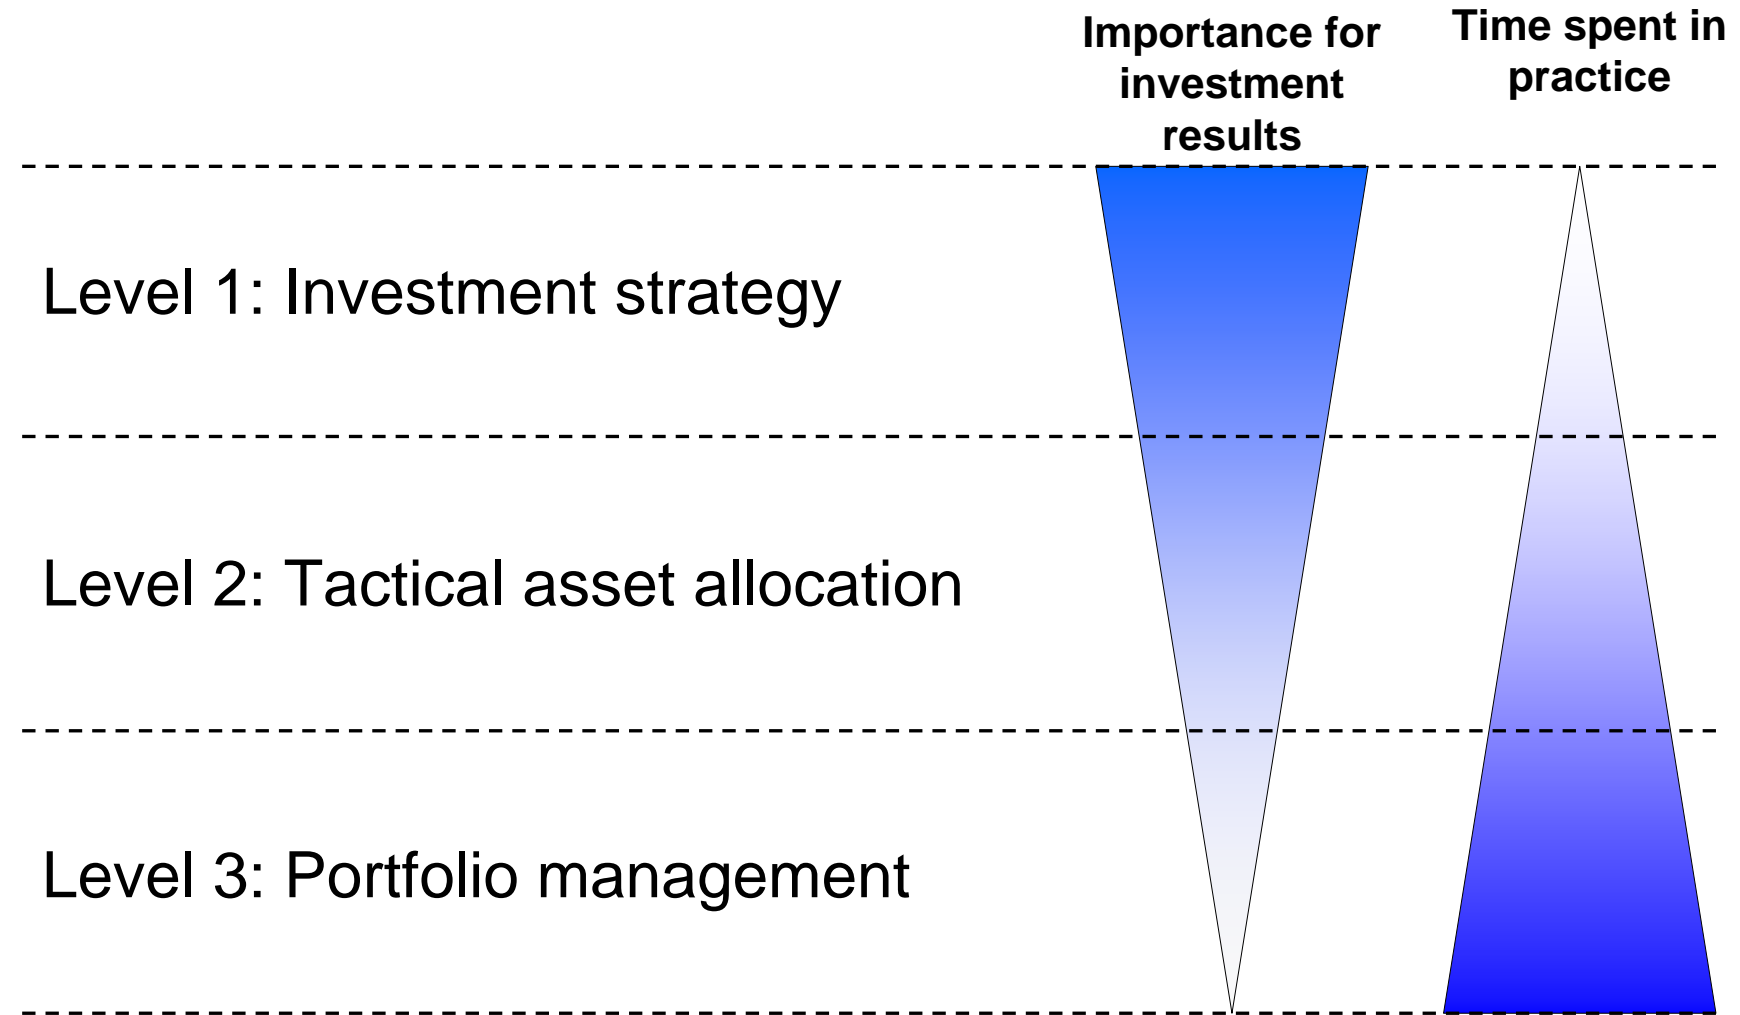 Importance for
investment
results
Time spent in
practice
Level 1: Investment strategy
Level 2: Tactical asset allocation
Level 3: Portfolio management